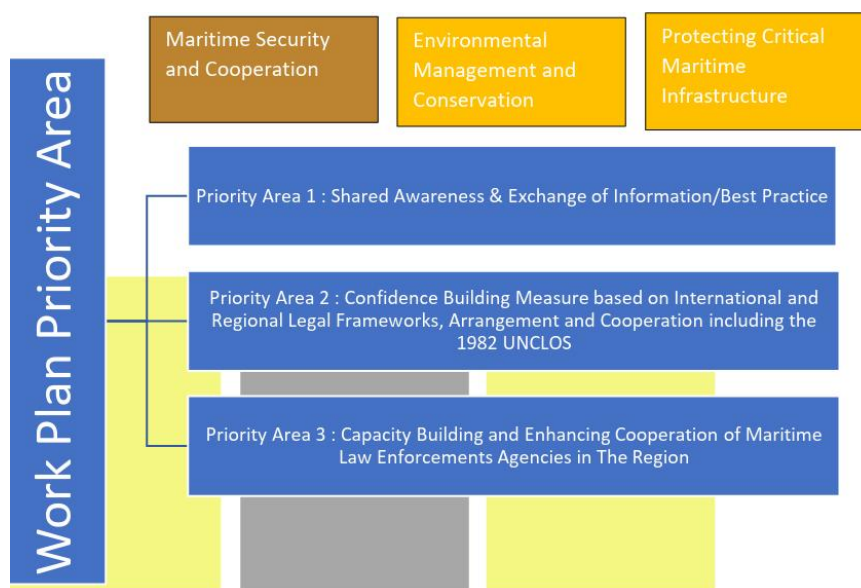 Maritime Security
and Cooperation
Environmental
Management and
Conservation
Protecting Critical
Maritime
Infrastructure
Work Plan Priority Area
Priority Area 1 : Shared Awareness & Exchange of Information/Best Practice
Priority Area 2 : Confidence Building Measure based on International and
Regional Legal Frameworks, Arrangement and Cooperation including the
1982 UNCLOS
Priority Area 3 : Capacity Building and Enhancing Cooperation of Maritime
Law Enforcements Agencies in The Region